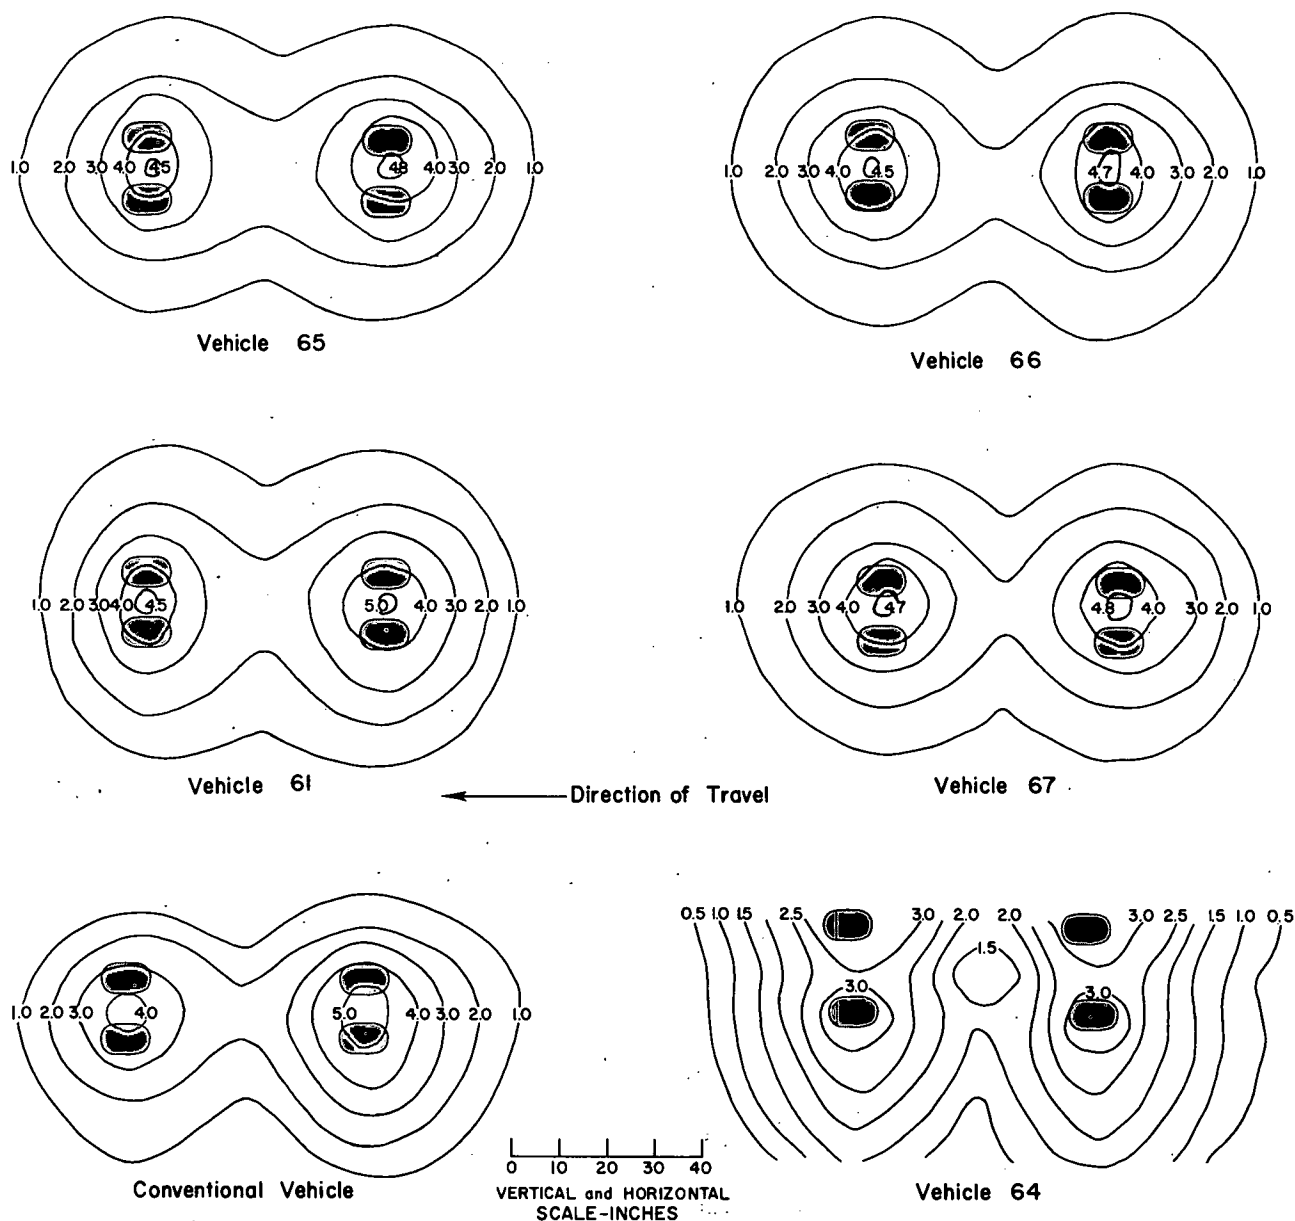 1.0 2.0 3.0 4.0 4.5 4.8 4.0 3.0 2.0 1.0
Vehicle 65
1.0 2.0 3.0 4.0 4.5 4.7 4.0 3.0 2.0 1.0
Vehicle 66
1.0 2.0 3.0 4.0 4.5 5.0 4.0 3.0 2.0 1.0
Vehicle 61
1.0 2.0 3.0 4.0 4.7 4.8 4.0 3.0 2.0 1.0
Vehicle 67
Direction of Travel
1.0 2.0 3.0 4.0 5.0 4.0 3.0 2.0 1.0
Conventional Vehicle
0 10 20 30 40
VERTICAL and HORIZONTAL
SCALE-INCHES
0.5 1.0 1.5 2.5 3.0 2.0 2.0 3.0 2.5 1.5 1.0 0.5
1.5
3.0 3.0
Vehicle 64